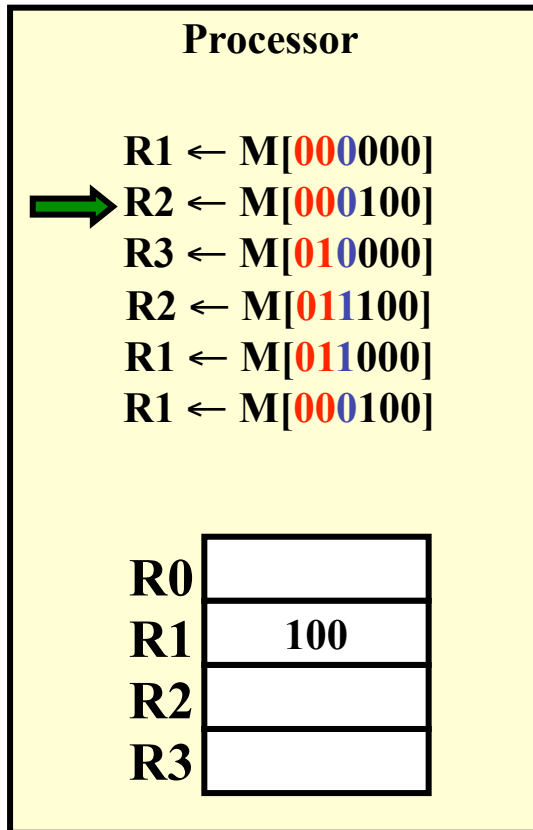 Processor
R1 ← M[000000]
R2 ← M[000100]
R3 ← M[010000]
R2 ← M[011100]
R1 ← M[011000]
R1 ← M[000100]
R0
R1 100
R2
R3